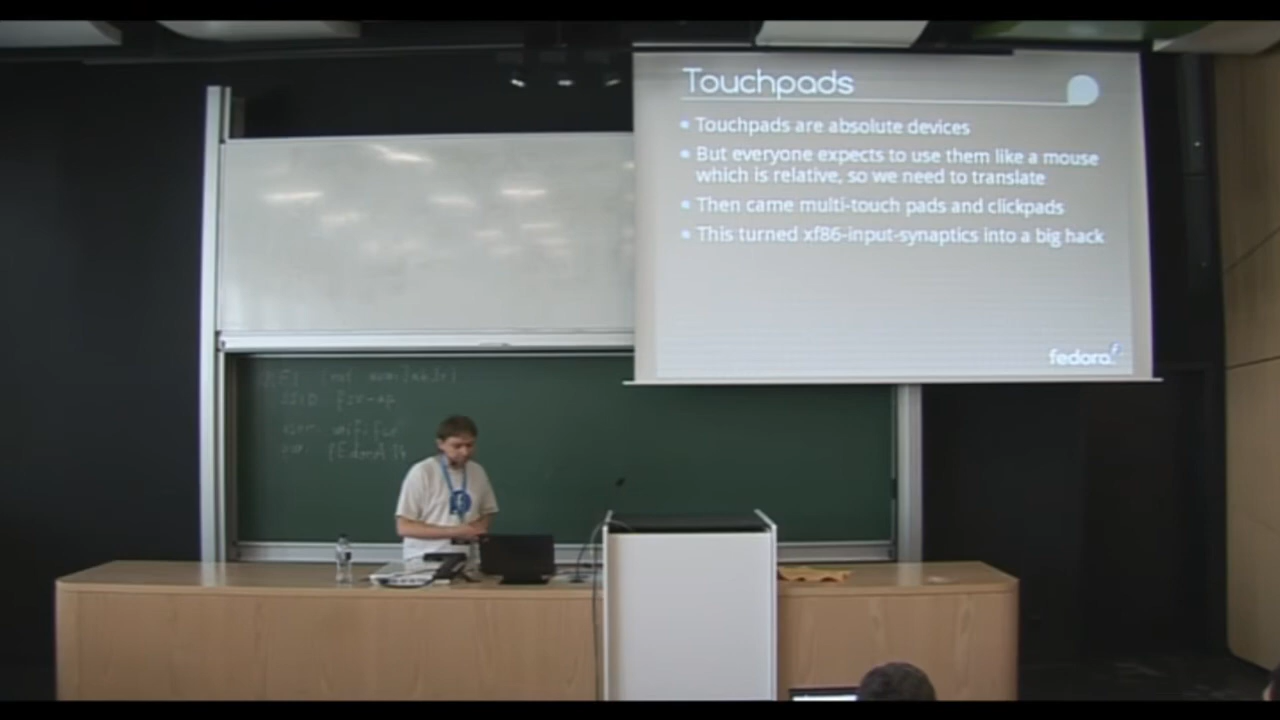 Touchpads
Touchpads are absolute devices
But everyone expects to use them like a mouse
which is relative, so we need to translate
Then came multi-touch pads and clickpads
This turned xf86-input-synaptics into a big hack
fedora